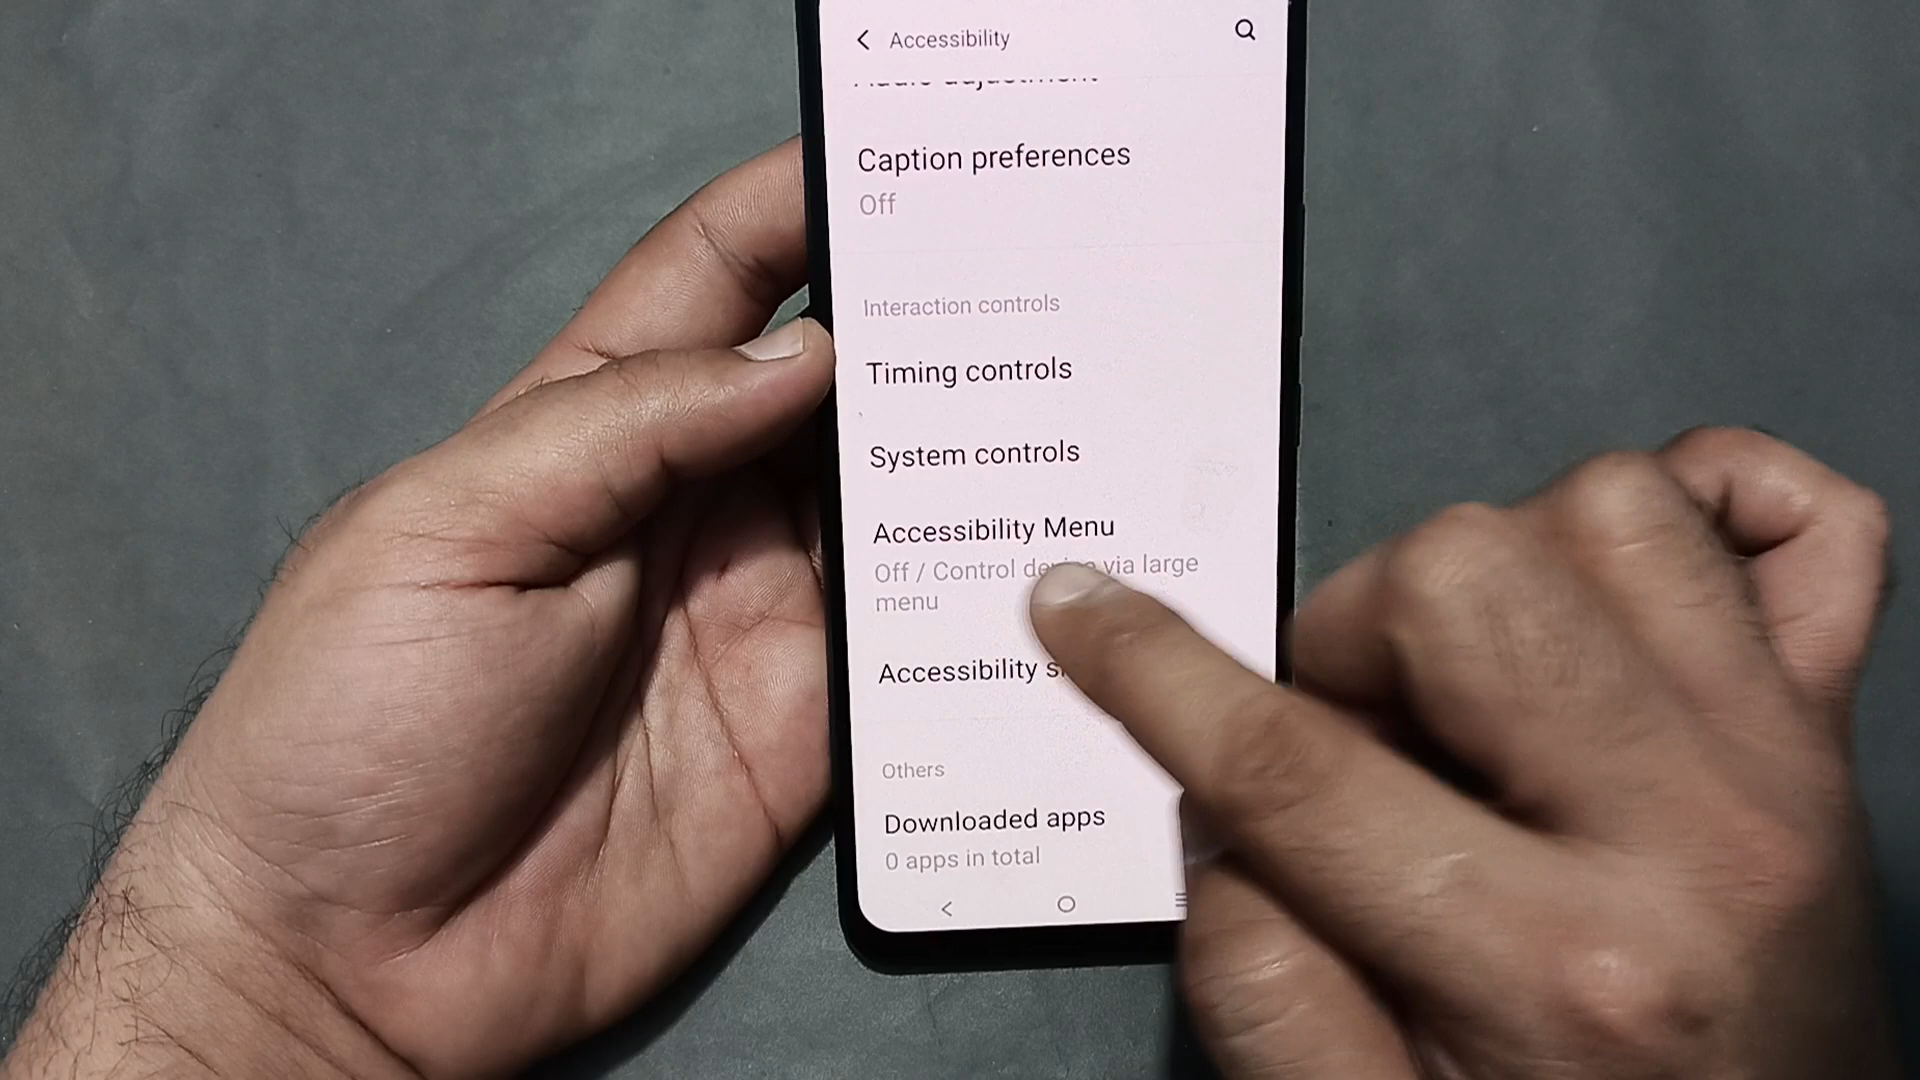 Accessibility
Caption preferences
Off
Interaction controls
Timing controls
System controls
Accessibility Menu
Off / Control via large
menu
Accessibility
Others
Downloaded apps
0 apps in total